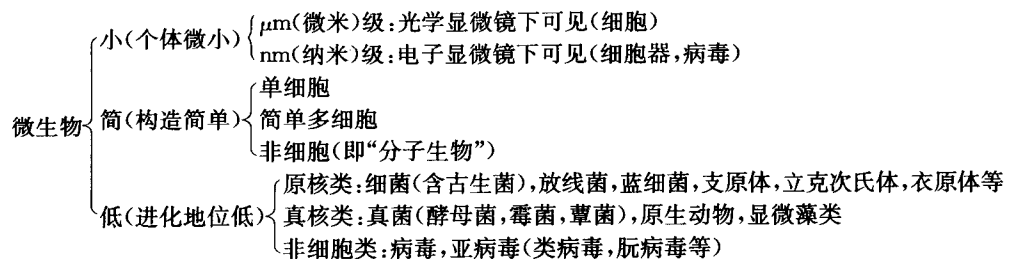 小(个体微小)
μm(微米)级:光学显微镜下可见(细胞)
nm(纳米)级:电子显微镜下可见(细胞器,病毒)
微生物
简(构造简单)
单细胞
简单多细胞
非细胞(即“分子生物”)
低(进化地位低)
原核类:细菌(含古生菌),放线菌,蓝细菌,支原体,立克次氏体,衣原体等
真核类:真菌(酵母菌,霉菌,蕈菌),原生动物,显微藻类
非细胞类:病毒,亚病毒(类病毒,朊病毒等)